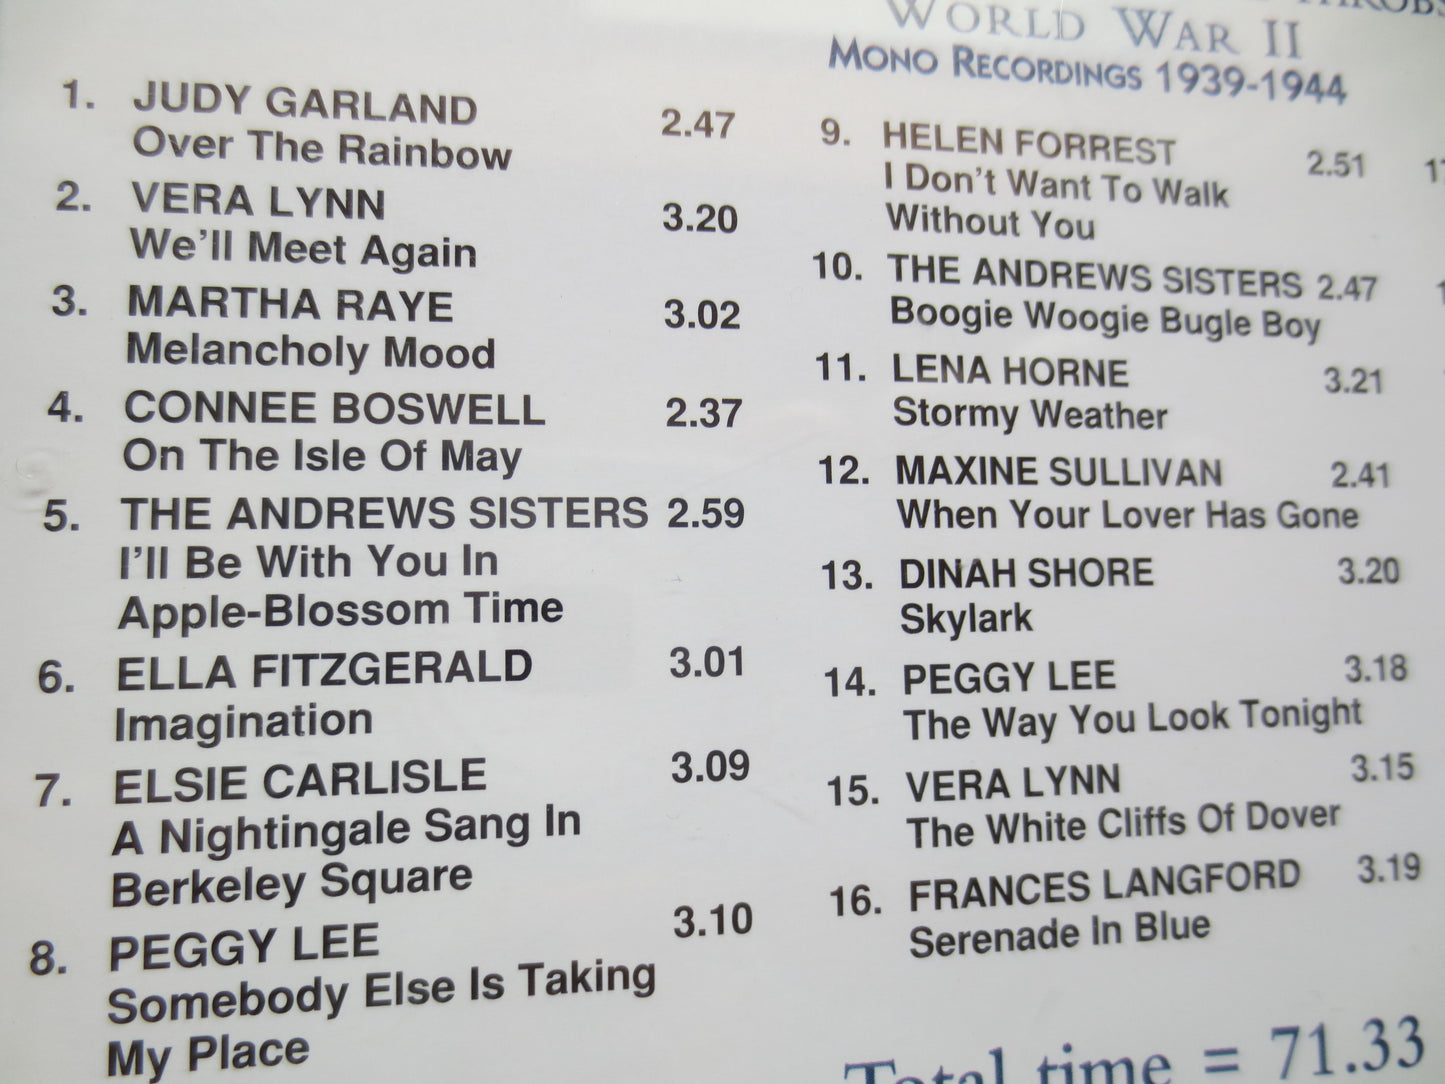 WORLD WAR II
MONO RECORDINGS 1939-1944
1. JUDY GARLAND 2.47
Over The Rainbow
2. VERA LYNN 3.20
We'll Meet Again
3. MARTHA RAYE 3.02
Melancholy Mood
4. CONNEE BOSWELL 2.37
On The Isle Of May
5. THE ANDREWS SISTERS 2.59
I'll Be With You In
Apple-Blossom Time
6. ELLA FITZGERALD 3.01
Imagination
7. ELSIE CARLISLE 3.09
A Nightingale Sang In
Berkeley Square
8. PEGGY LEE 3.10
Somebody Else Is Taking
My Place
9. HELEN FORREST 2.51
I Don't Want To Walk
Without You
10. THE ANDREWS SISTERS 2.47
Boogie Woogie Bugle Boy
11. LENA HORNE 3.21
Stormy Weather
12. MAXINE SULLIVAN 2.41
When Your Lover Has Gone
13. DINAH SHORE 3.20
Skylark
14. PEGGY LEE 3.18
The Way You Look Tonight
15. VERA LYNN 3.15
The White Cliffs Of Dover
16. FRANCES LANGFORD 3.19
Serenade In Blue
Total time = 71.33